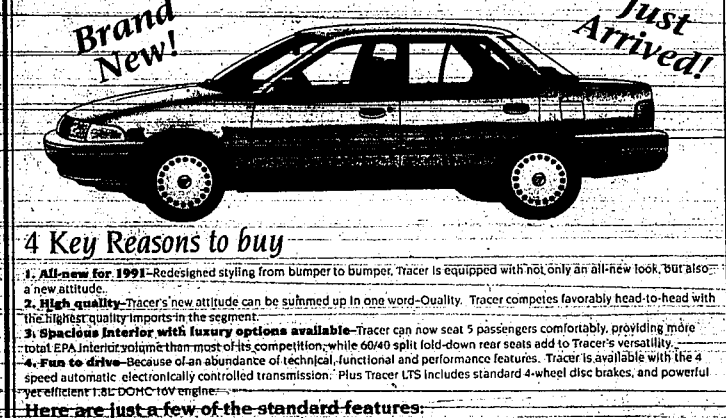 Brand
New!
Just
Arrived!
4 Key Reasons to buy
1. All-new for 1991–Redesigned styling from bumper to bumper, Tracer is equipped with not only an all-new look, but also
a new attitude.
2. High quality–Tracer's new attitude can be summed up in one word–Quality. Tracer competes favorably head-to-head with
the highest quality imports in the segment.
3. Spacious interior with luxury options available–Tracer can now seat 5 passengers comfortably, providing more
total EPA interior volume than most of its competition, while 60/40 split fold-down rear seats add to Tracer's versatility.
4. Fun to drive–Because of an abundance of technical, functional and performance features. Tracer is available with the 4
speed automatic electronically controlled transmission. Plus Tracer LTS includes standard 4-wheel disc brakes, and powerful
yet efficient 1.8L DOHC 16V engine.
Here are just a few of the standard features: